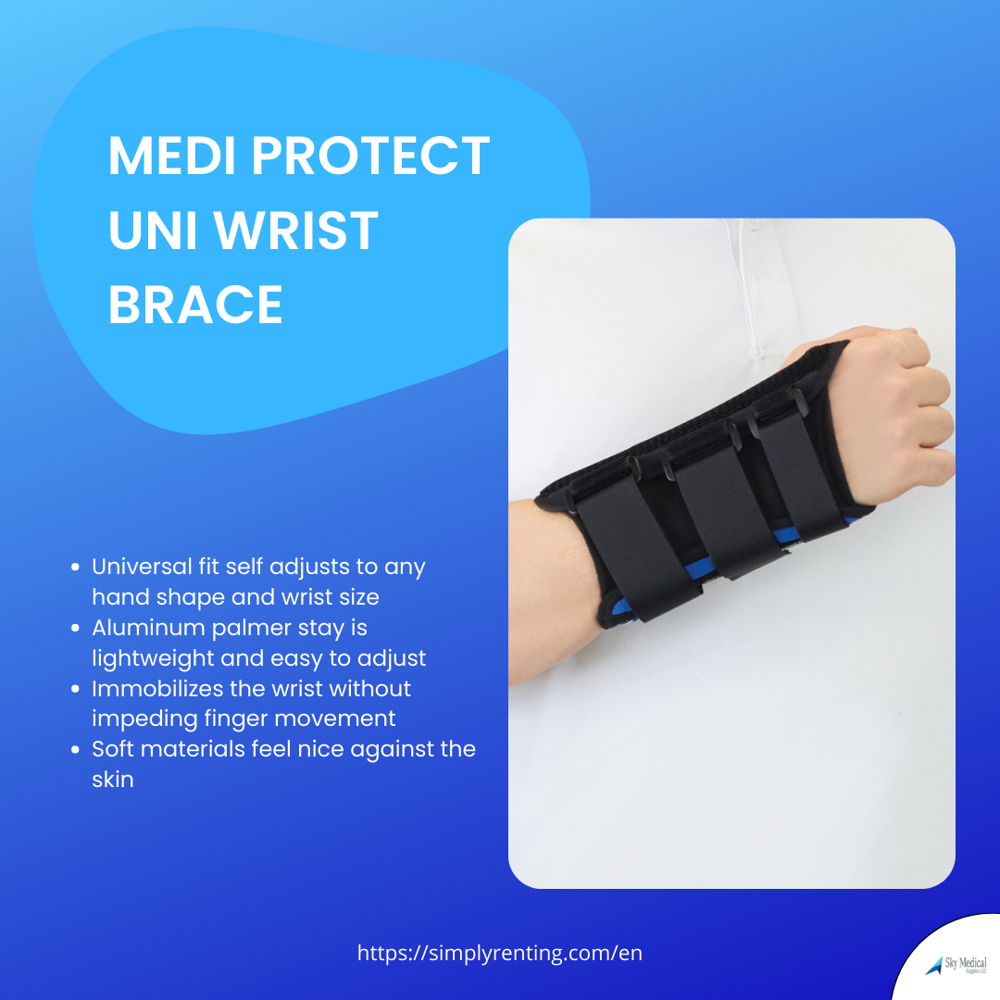 MEDI PROTECT
UNI WRIST
BRACE
• Universal fit self adjusts to any
hand shape and wrist size
• Aluminum palmer stay is
lightweight and easy to adjust
• Immobilizes the wrist without
impeding finger movement
• Soft materials feel nice against the
skin
https://simplyrenting.com/en
Sky Medical
Supplies LLC